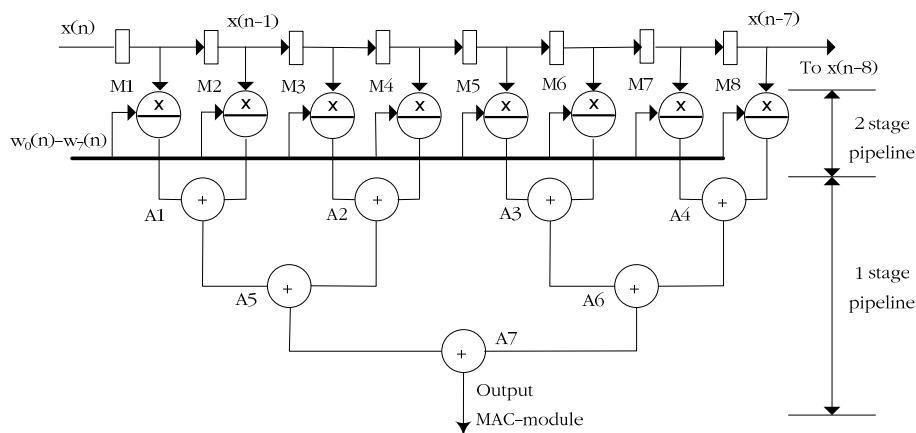 x(n) x(n-1) x(n-7)
To x(n-8)
M1 M2 M3 M4 M5 M6 M7 M8
x x x x x x x x
w₀(n)-w₇(n)
2 stage
pipeline
+ + + +
A1 A2 A3 A4
1 stage
pipeline
+ +
A5 A6
+ A7
Output
MAC-module